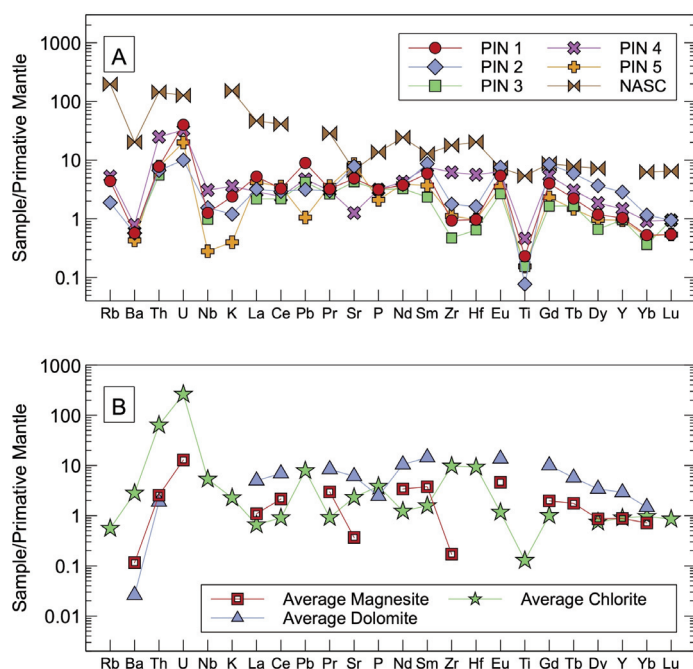 A
PIN 1 PIN 4
PIN 2 PIN 5
PIN 3 NASC
Sample/Primative Mantle
1000
100
10
1
0.1
Rb Ba Th U Nb K La Ce Pb Pr Sr P Nd Sm Zr Hf Eu Ti Gd Tb Dy Y Yb Lu
B
Sample/Primative Mantle
1000
100
10
1
0.1
0.01
Average Magnesite Average Chlorite
Average Dolomite
Rb Ba Th U Nb K La Ce Pb Pr Sr P Nd Sm Zr Hf Eu Ti Gd Tb Dy Y Yb Lu